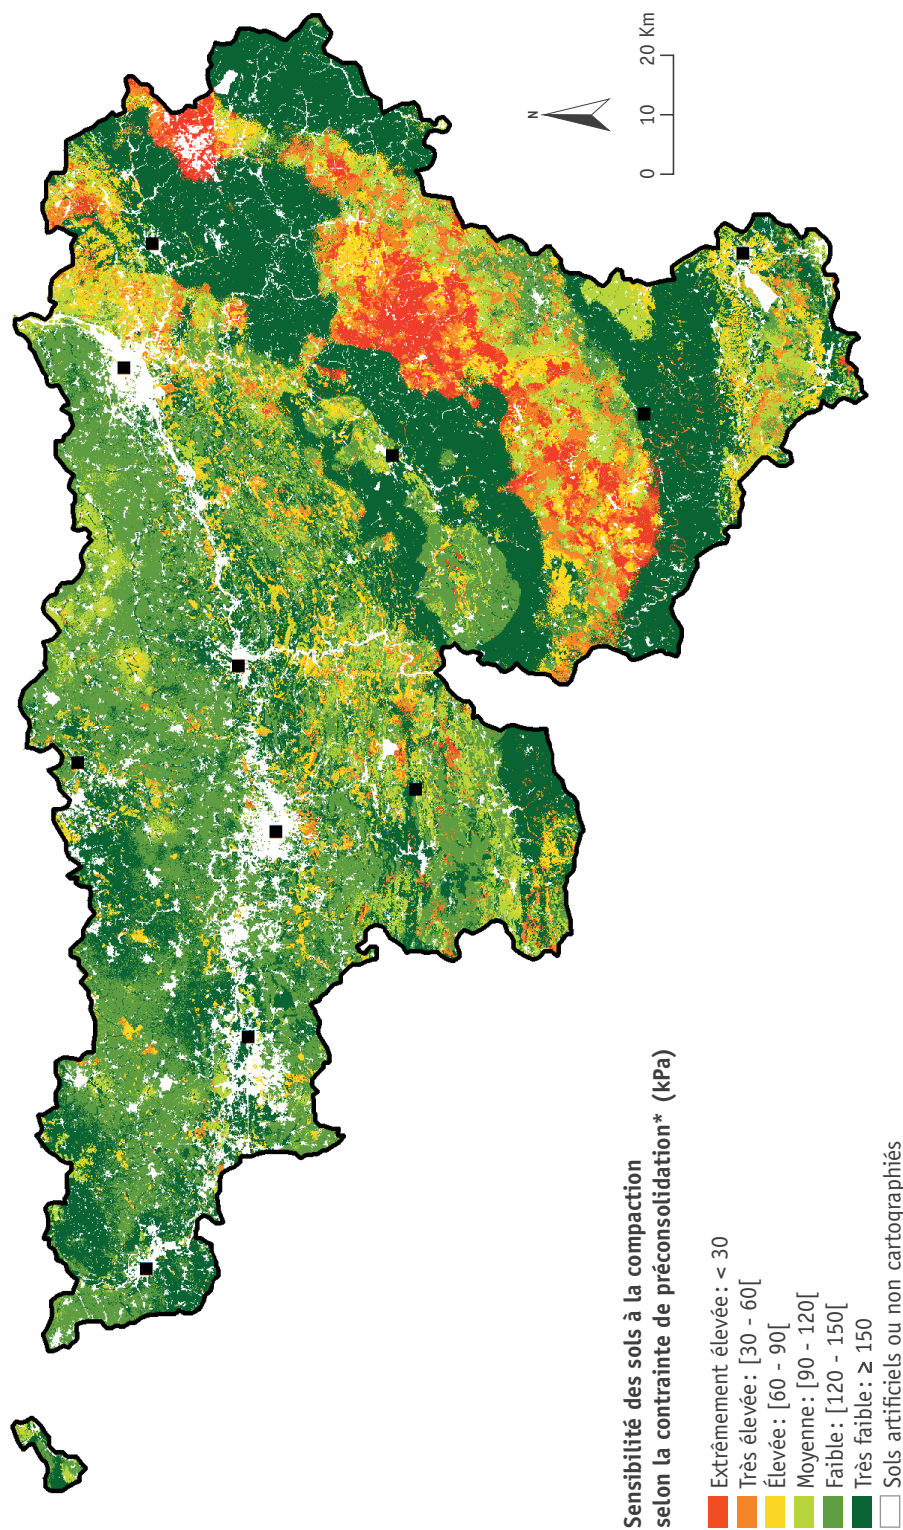 N
0 10 20 Km
Sensibilité des sols à la compaction
selon la contrainte de préconsolidation* (kPa)
Extrêmement élevée: < 30
Très élevée: [30 - 60[
Élevée: [60 - 90[
Moyenne: [90 - 120[
Faible: [120 - 150[
Très faible: ≥ 150
Sols artificiels ou non cartographiés